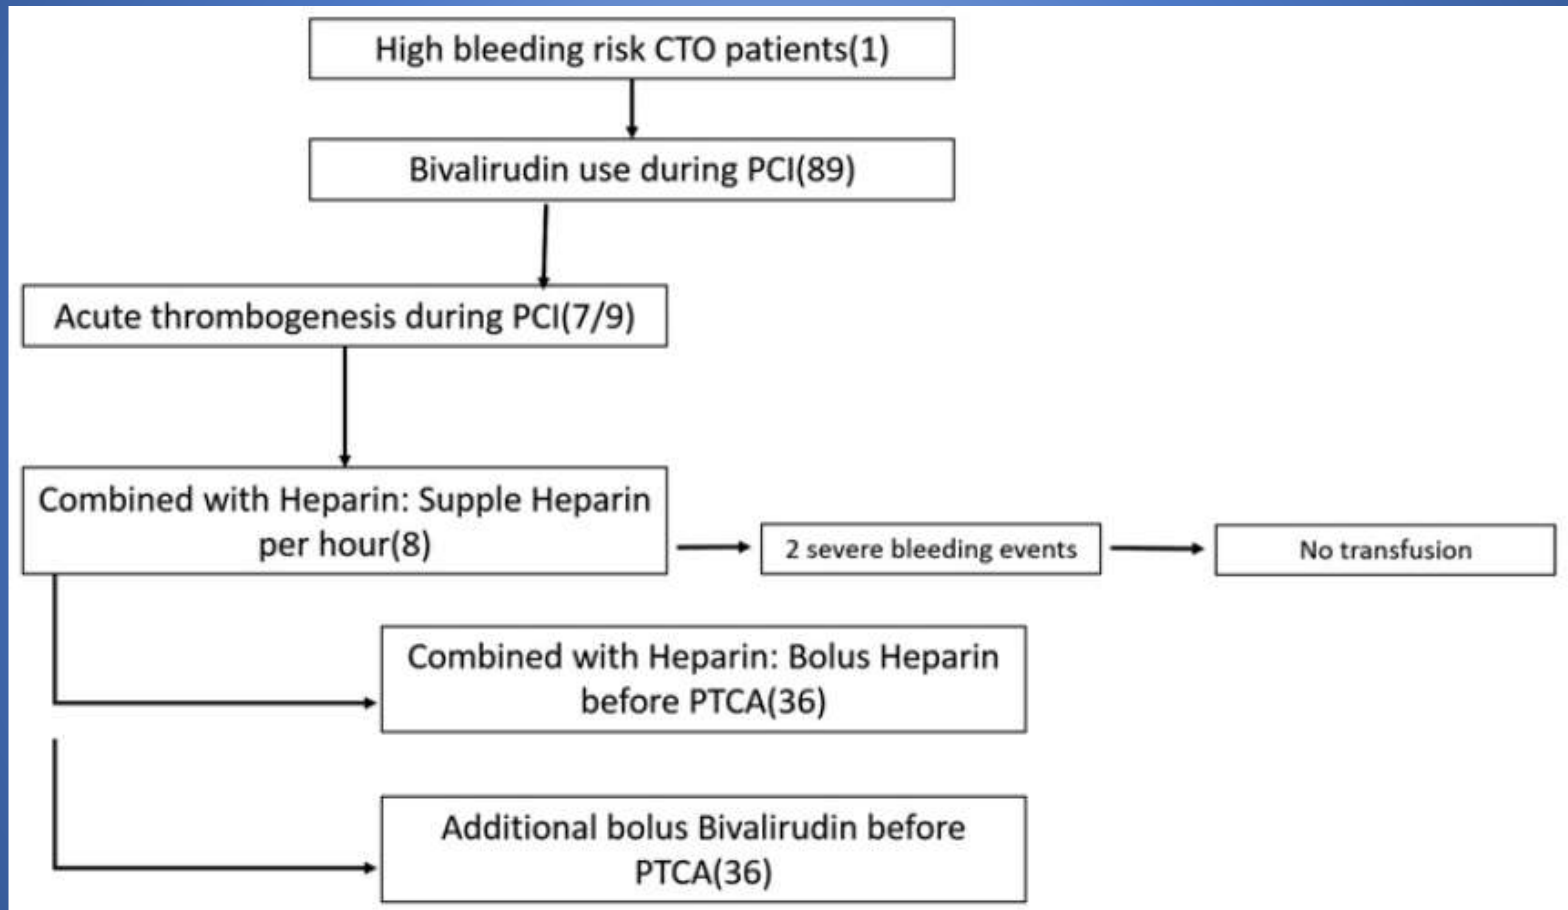 High bleeding risk CTO patients(1)
Bivalirudin use during PCI(89)
Acute thrombogenesis during PCI(7/9)
Combined with Heparin: Supple Heparin
per hour(8)
2 severe bleeding events
No transfusion
Combined with Heparin: Bolus Heparin
before PTCA(36)
Additional bolus Bivalirudin before
PTCA(36)